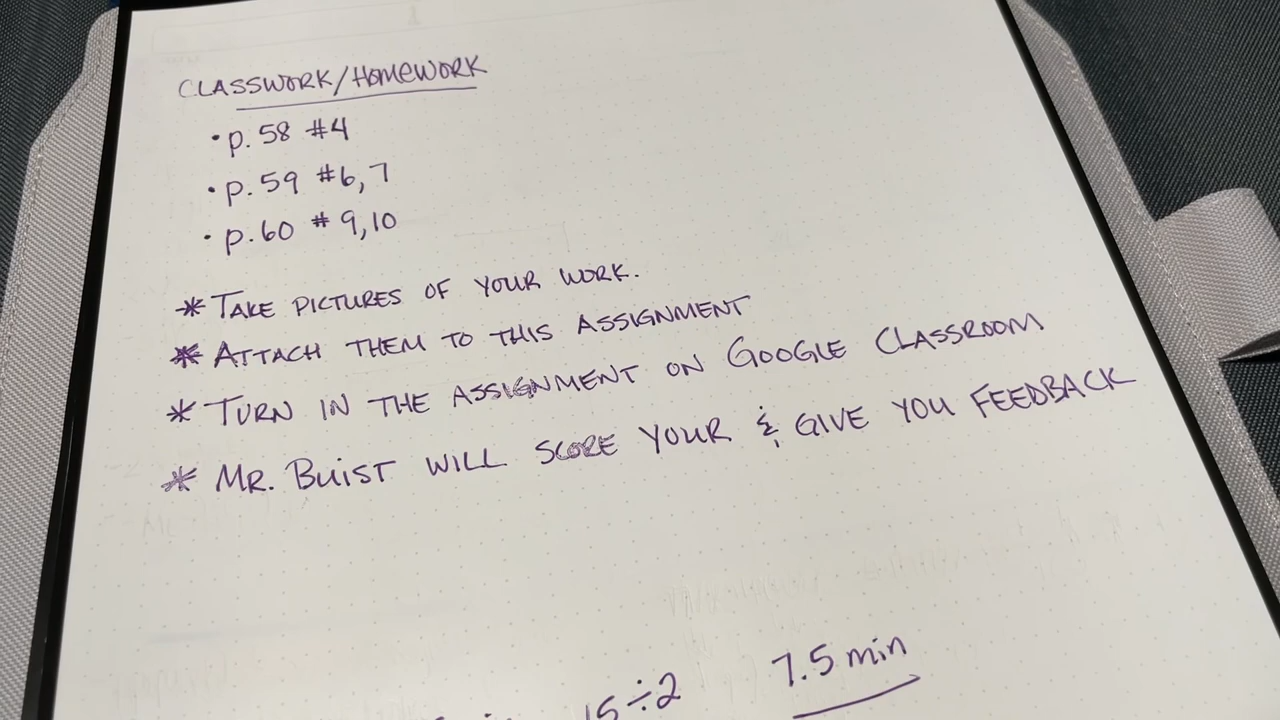 CLASSWORK/HOMEWORK
• p. 58 #4
• p. 59 #6,7
• p. 60 #9,10
* TAKE PICTURES OF YOUR WORK.
* ATTACH THEM TO THIS ASSIGNMENT
* TURN IN THE ASSIGNMENT ON GOOGLE CLASSROOM
* MR. BUIST WILL SCORE YOUR & GIVE YOU FEEDBACK
15÷2 7.5 min